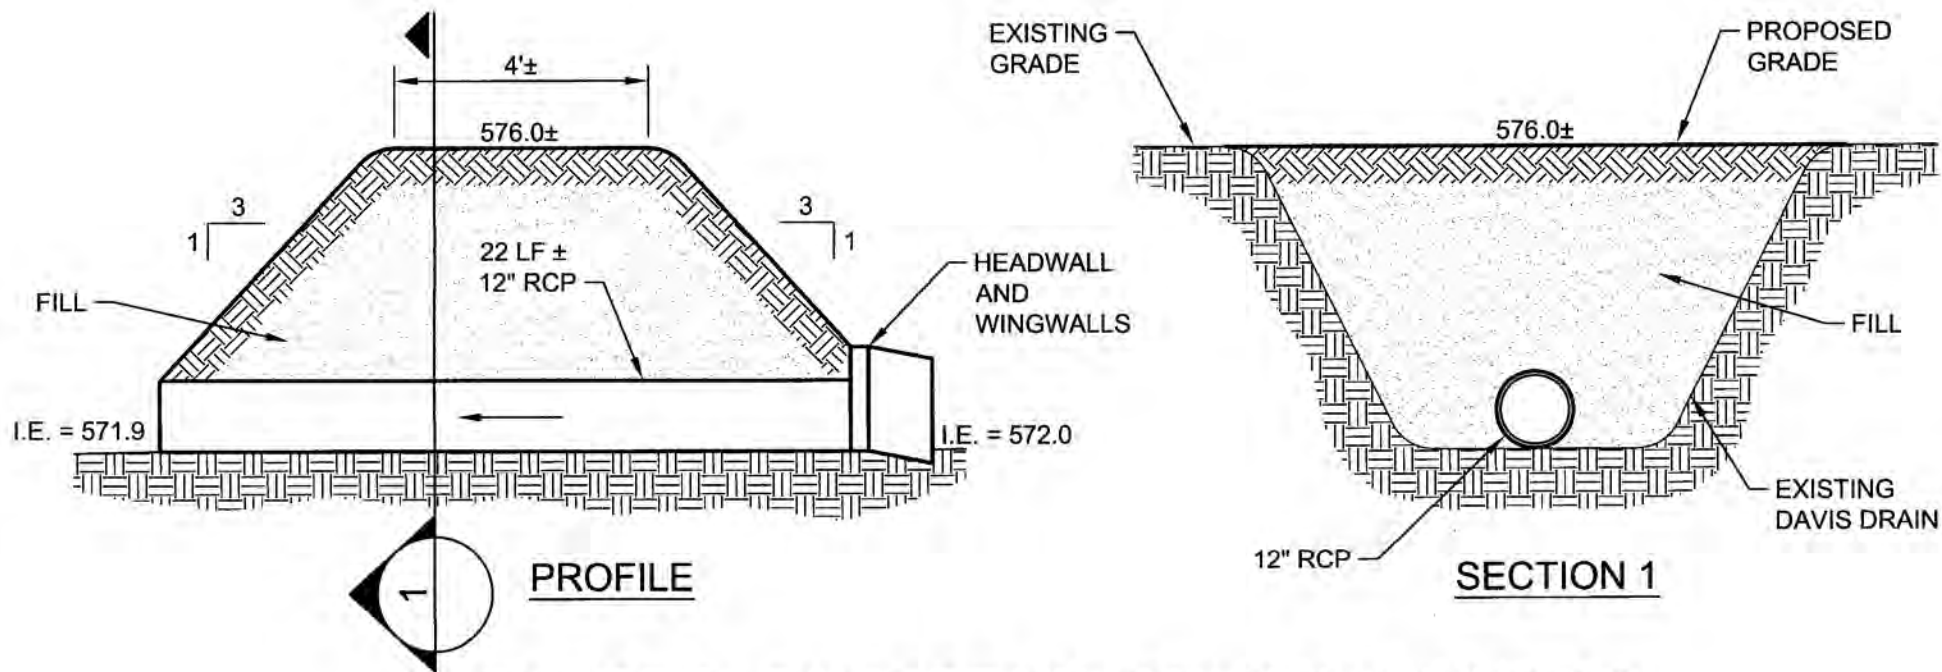 4'±
576.0±
3
1
3
1
22 LF ±
12" RCP
FILL
HEADWALL
AND
WINGWALLS
I.E. = 571.9
I.E. = 572.0
1
PROFILE
EXISTING
GRADE
PROPOSED
GRADE
576.0±
FILL
EXISTING
DAVIS DRAIN
12" RCP
SECTION 1